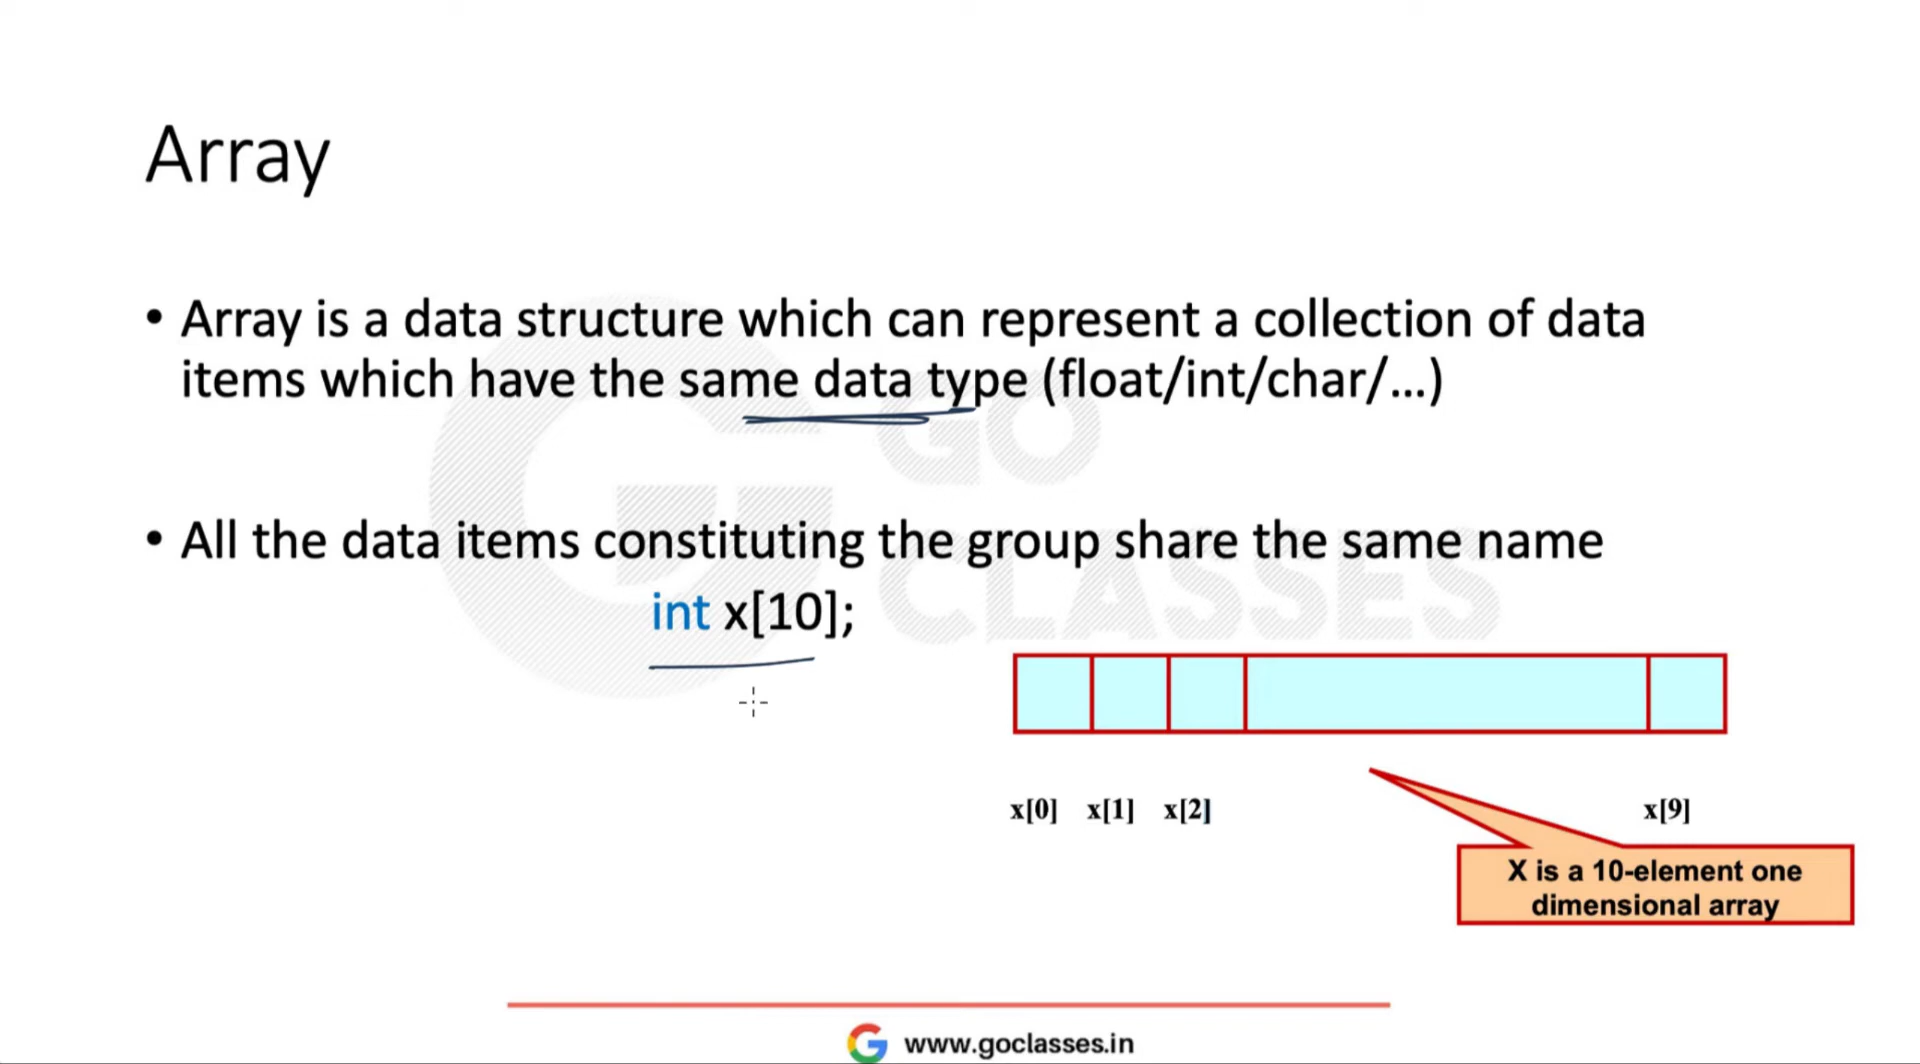 Array
• Array is a data structure which can represent a collection of data
items which have the same data type (float/int/char/...)
• All the data items constituting the group share the same name
int x[10];
GO
CLASSES
x[0] x[1] x[2] x[9]
X is a 10-element one
dimensional array
www.goclasses.in